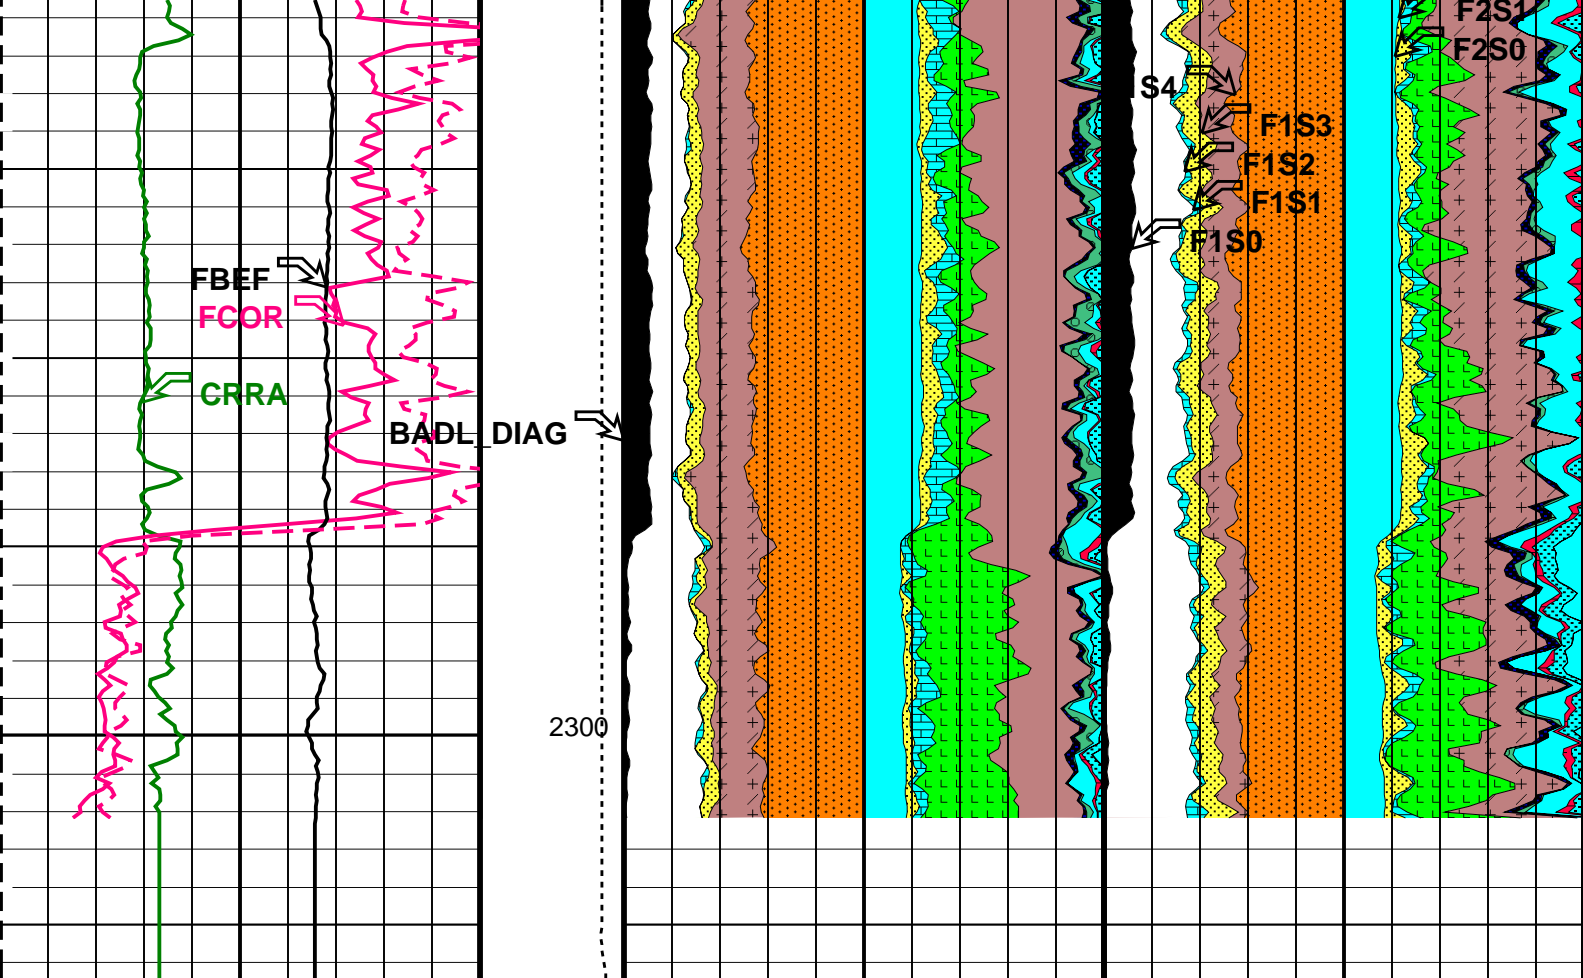 F2S1
F2S0
S4
F1S3
F1S2
F1S1
F1S0
FBEF
FCOR
CRRA
BADL_DIAG
2300